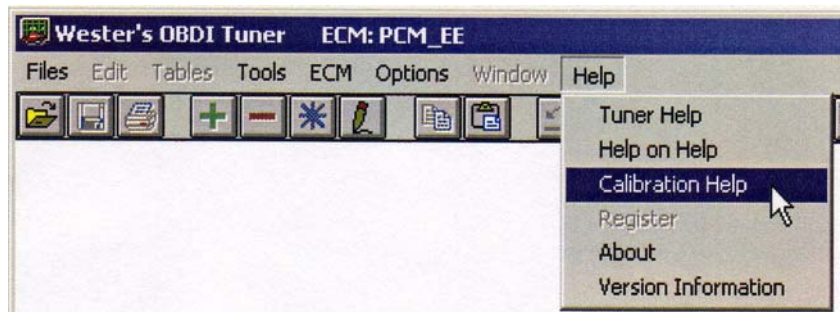 Wester's OBDI Tuner ECM: PCM_EE
Files Edit Tables Tools ECM Options Window Help
Tuner Help
Help on Help
Calibration Help
Register
About
Version Information